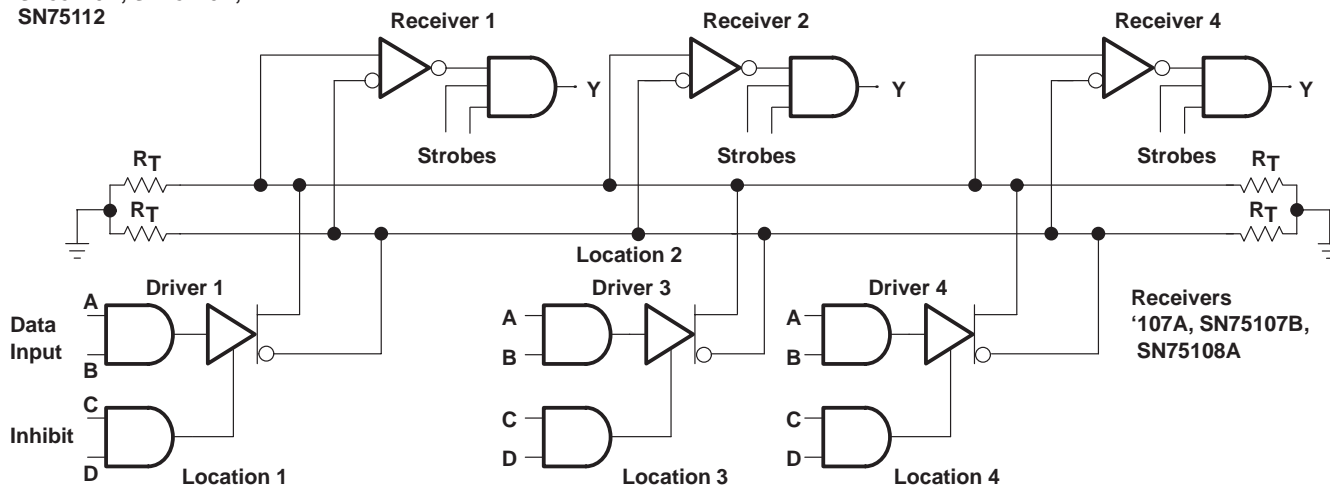 SN75112
Receiver 1
Receiver 2
Receiver 4
Y
Y
Y
Strobes
Strobes
Strobes
RT
RT
RT
RT
Location 2
Driver 1
Driver 3
Driver 4
Receivers
‘107A, SN75107B,
SN75108A
Data
Input
A
B
A
B
A
B
Inhibit
C
D
C
D
C
D
Location 1
Location 3
Location 4